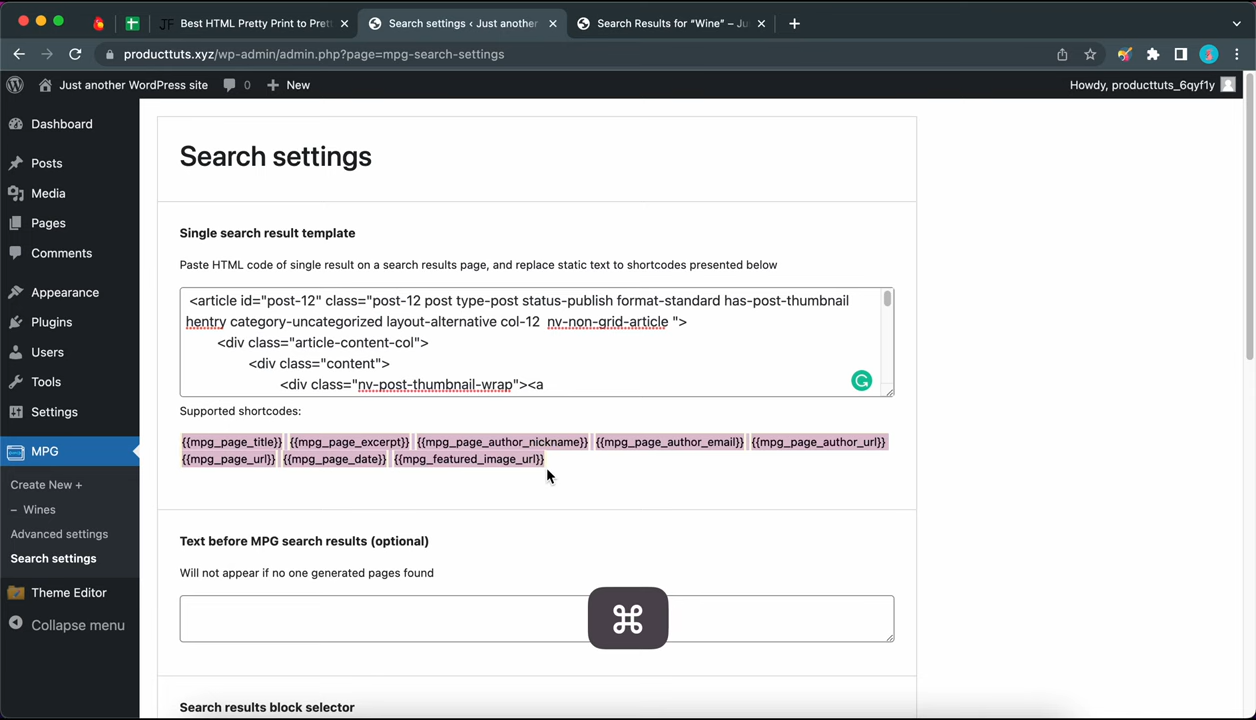 JF Best HTML Pretty Print to Prett
Search settings ‹ Just another
Search Results for “Wine” – Ju
producttuts.xyz/wp-admin/admin.php?page=mpg-search-settings
Just another WordPress site
0
New
Howdy, producttuts_6qyf1y
Dashboard
Posts
Media
Pages
Comments
Appearance
Plugins
Users
Tools
Settings
MPG
Create New +
– Wines
Advanced settings
Search settings
Theme Editor
Collapse menu
Search settings
Single search result template
Paste HTML code of single result on a search results page, and replace static text to shortcodes presented below
<article id="post-12" class="post-12 post type-post status-publish format-standard has-post-thumbnail
hentry category-uncategorized layout-alternative col-12  nv-non-grid-article ">
<div class="article-content-col">
<div class="content">
<div class="nv-post-thumbnail-wrap"><a
Supported shortcodes:
{{mpg_page_title}} {{mpg_page_excerpt}} {{mpg_page_author_nickname}} {{mpg_page_author_email}} {{mpg_page_author_url}}
{{mpg_page_url}} {{mpg_page_date}} {{mpg_featured_image_url}}
Text before MPG search results (optional)
Will not appear if no one generated pages found
⌘
Search results block selector